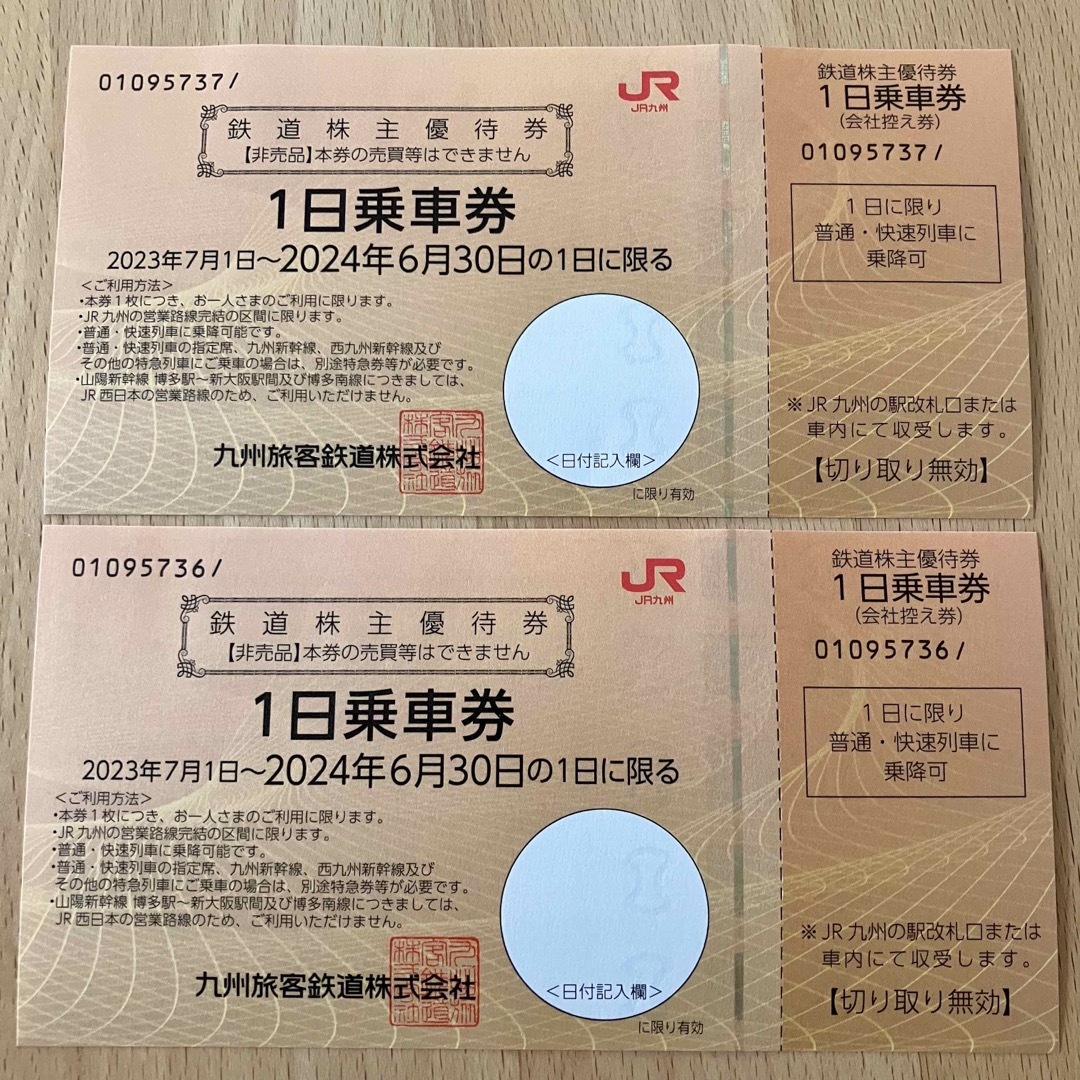 01095737/
JR
JR九州
鉄道株主優待券
【非売品】本券の売買等はできません
1日乗車券
2023年7月1日〜2024年6月30日の1日に限る
<ご利用方法>
・本券1枚につき、お一人さまのご利用に限ります。
・JR九州の営業路線完結の区間に限ります。
・普通・快速列車に乗降可能です。
・普通・快速列車の指定席、九州新幹線、西九州新幹線及び
その他の特急列車にご乗車の場合は、別途特急券等が必要です。
・山陽新幹線 博多駅〜新大阪駅間及び博多南線につきましては、
JR西日本の営業路線のため、ご利用いただけません。
九州旅客鉄道株式会社
<日付記入欄>
に限り有効
鉄道株主優待券
1日乗車券
(会社控え券)
01095737/
1日に限り
普通・快速列車に
乗降可
※JR九州の駅改札口または
車内にて収受します。
【切り取り無効】
01095736/
JR
JR九州
鉄道株主優待券
【非売品】本券の売買等はできません
1日乗車券
2023年7月1日〜2024年6月30日の1日に限る
<ご利用方法>
・本券1枚につき、お一人さまのご利用に限ります。
・JR九州の営業路線完結の区間に限ります。
・普通・快速列車に乗降可能です。
・普通・快速列車の指定席、九州新幹線、西九州新幹線及び
その他の特急列車にご乗車の場合は、別途特急券等が必要です。
・山陽新幹線 博多駅〜新大阪駅間及び博多南線につきましては、
JR西日本の営業路線のため、ご利用いただけません。
九州旅客鉄道株式会社
<日付記入欄>
に限り有効
鉄道株主優待券
1日乗車券
(会社控え券)
01095736/
1日に限り
普通・快速列車に
乗降可
※JR九州の駅改札口または
車内にて収受します。
【切り取り無効】